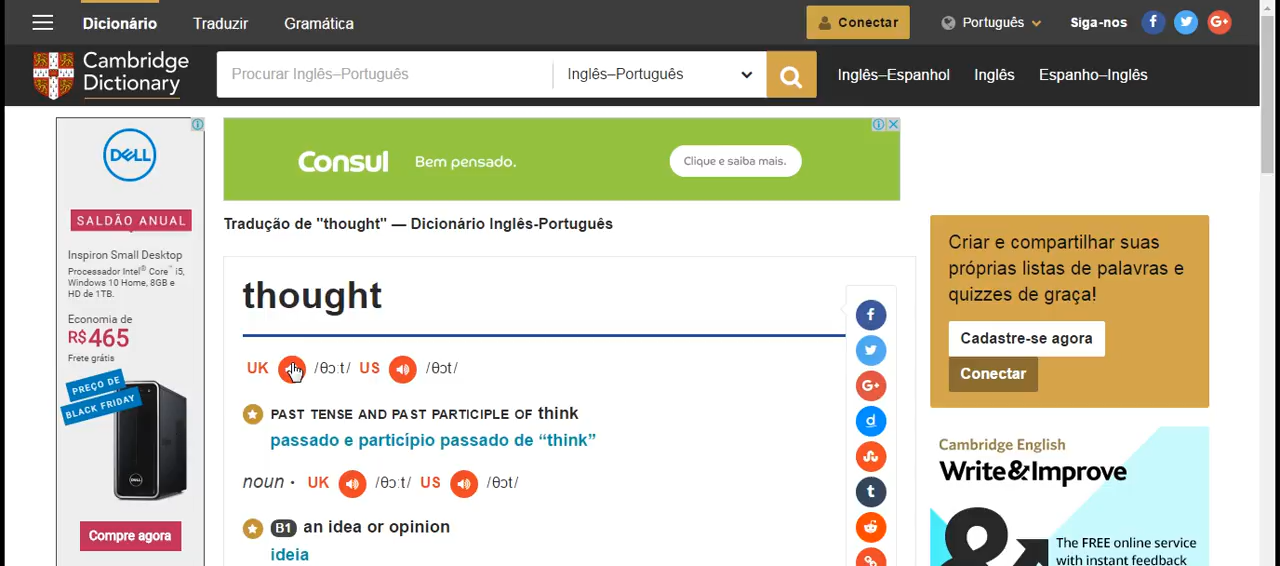 Dicionário Traduzir Gramática Conectar Português Siga-nos
Cambridge
Dictionary
Procurar Inglês–Português Inglês–Português Inglês–Espanhol Inglês Espanho–Inglês
DELL
SALDÃO ANUAL
Inspiron Small Desktop
Processador Intel® Core™ i5,
Windows 10 Home, 8GB e
HD de 1TB.
Economia de
R$465
Frete grátis
PREÇO DE
BLACK FRIDAY
DELL
Compre agora
Consul Bem pensado. Clique e saiba mais.
Tradução de "thought" — Dicionário Inglês-Português
thought
UK /θɔːt/ US /θɔt/
PAST TENSE AND PAST PARTICIPLE OF think
passado e particípio passado de “think”
noun · UK /θɔːt/ US /θɔt/
B1 an idea or opinion
ideia
f
G+
d
t
Criar e compartilhar suas
próprias listas de palavras e
quizzes de graça!
Cadastre-se agora
Conectar
Cambridge English
Write&Improve
&
The FREE online service
with instant feedback